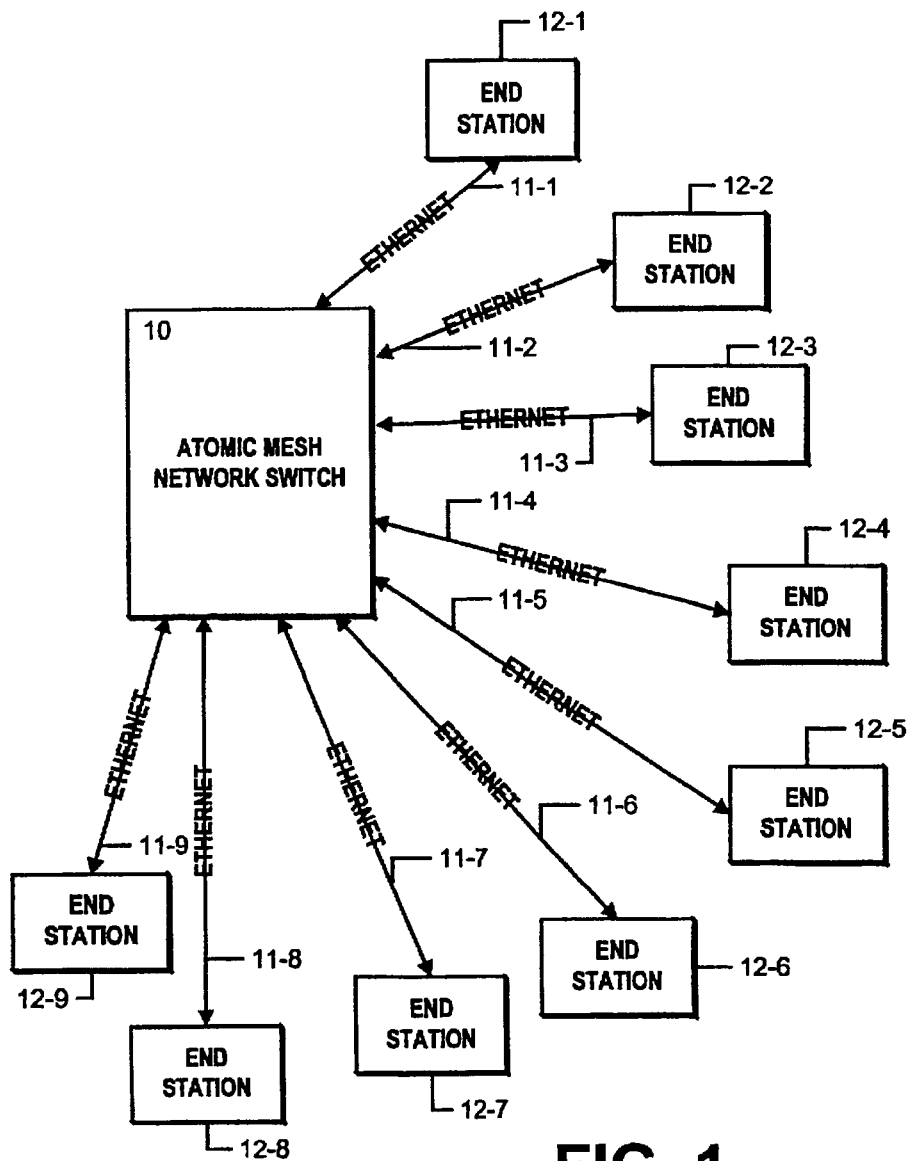 12-1
END
STATION
11-1
ETHERNET
12-2
END
STATION
ETHERNET
11-2
10
ATOMIC MESH
NETWORK SWITCH
12-3
END
STATION
ETHERNET
11-3
11-4
ETHERNET
12-4
END
STATION
11-5
ETHERNET
12-5
END
STATION
ETHERNET
11-6
END
STATION
12-6
ETHERNET
11-7
END
STATION
12-7
ETHERNET
11-8
END
STATION
12-8
ETHERNET
11-9
END
STATION
12-9
FIG. 1